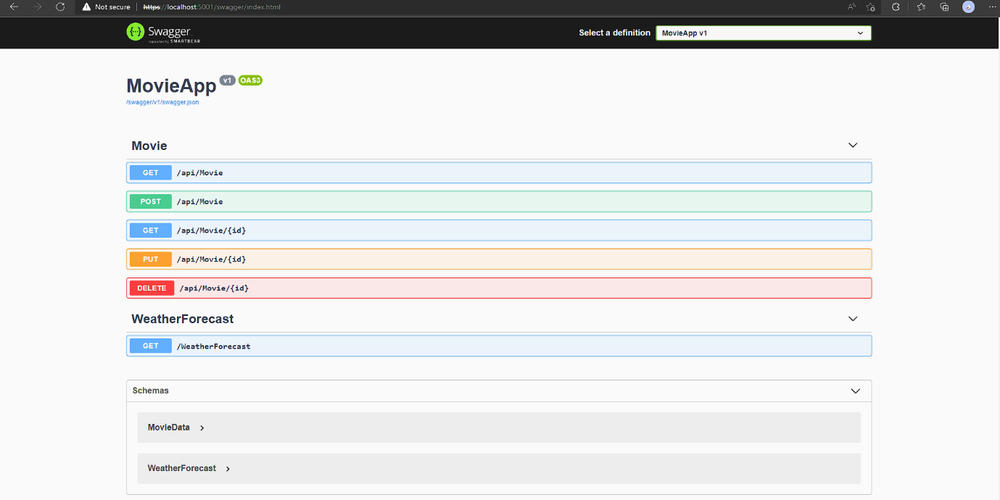 Not secure | https://localhost:5001/swagger/index.html
Swagger
Supported by SMARTBEAR
Select a definition
MovieApp v1
MovieApp v1 OAS3
/swagger/v1/swagger.json
Movie
GET /api/Movie
POST /api/Movie
GET /api/Movie/{id}
PUT /api/Movie/{id}
DELETE /api/Movie/{id}
WeatherForecast
GET /WeatherForecast
Schemas
MovieData
WeatherForecast